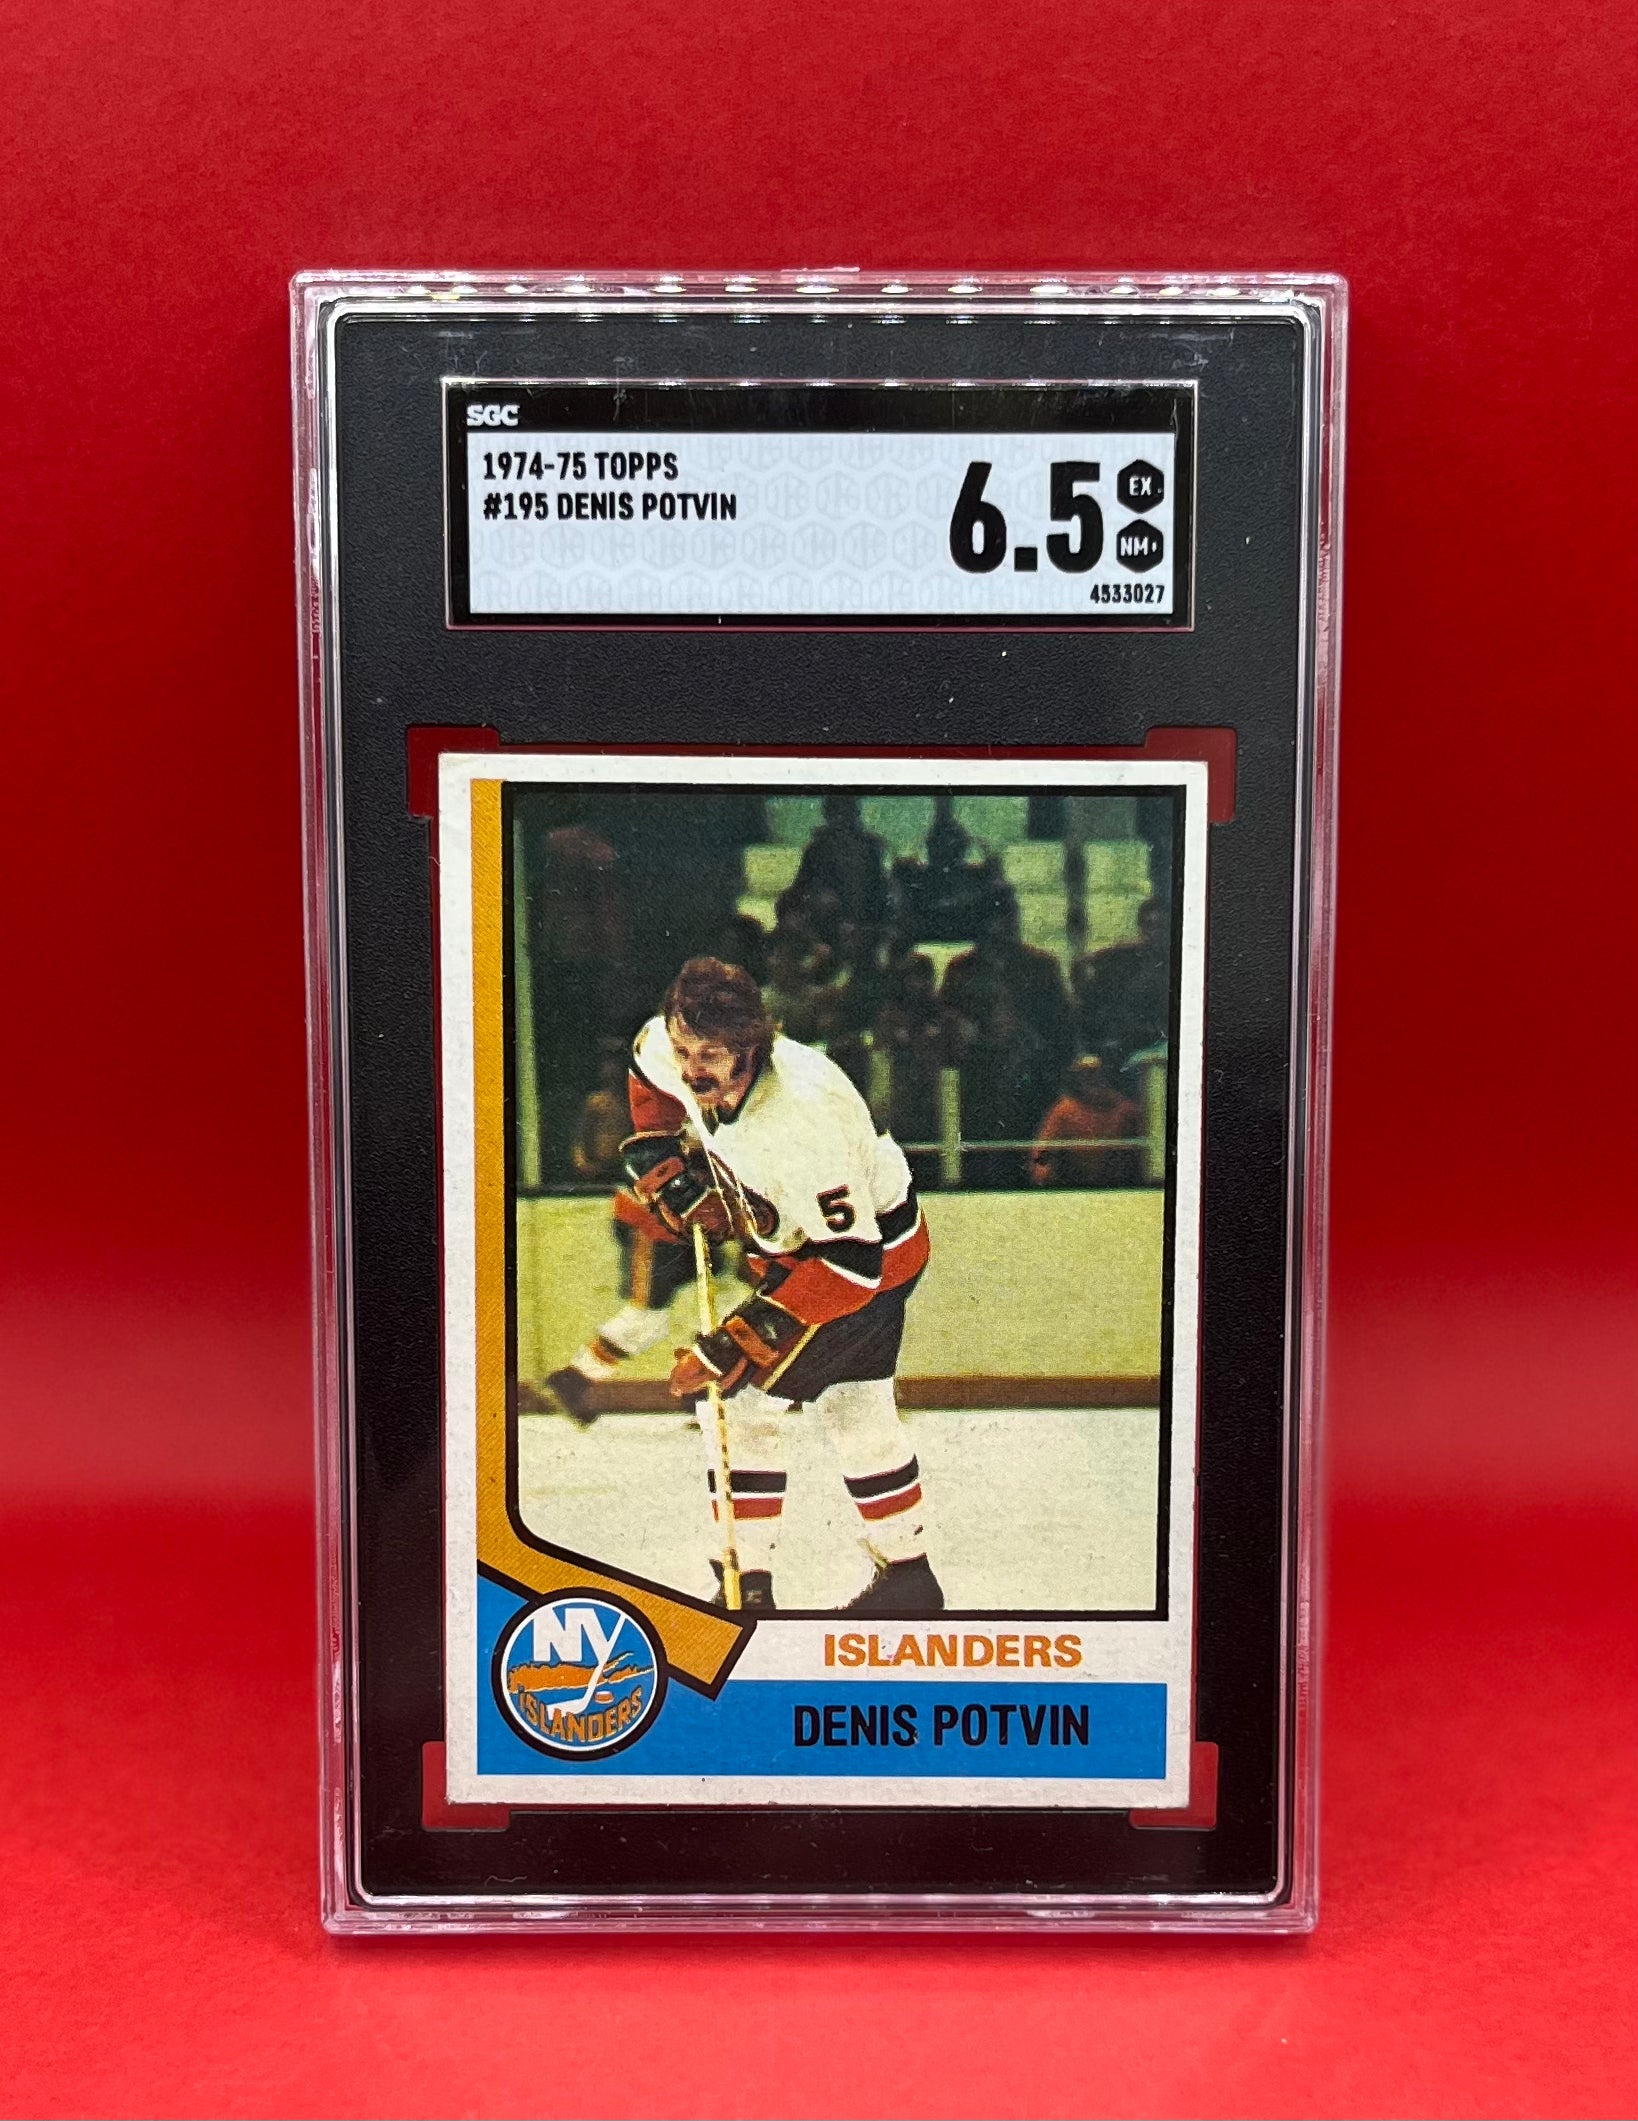 SGC
1974-75 TOPPS
#195 DENIS POTVIN
6.5
EX
NM+
4533027
5
NY
ISLANDERS
ISLANDERS
DENIS POTVIN